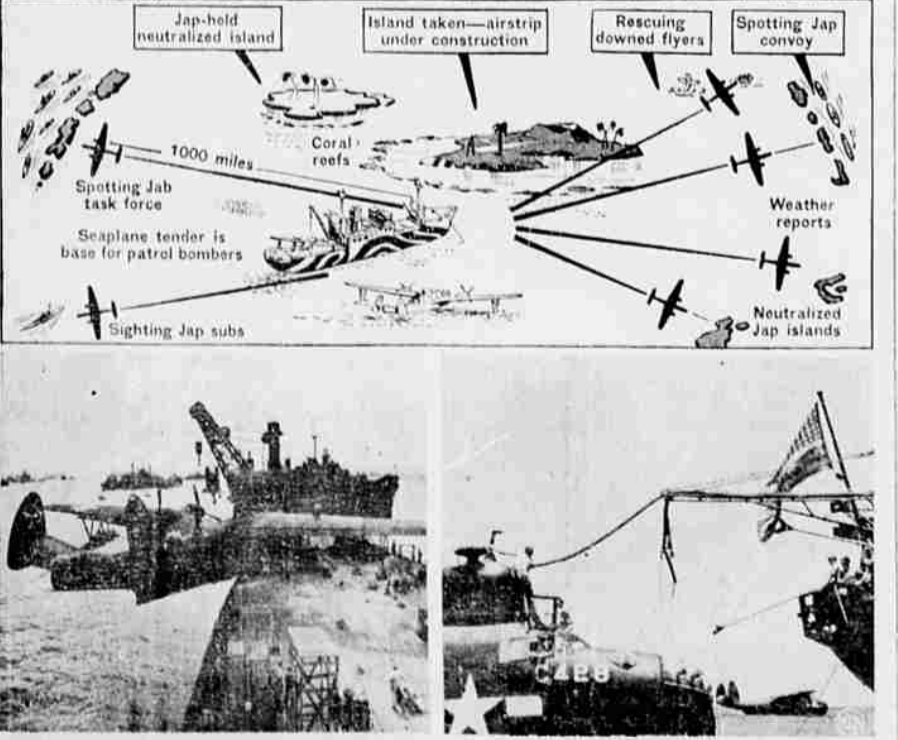 Jap-held
neutralized island
Island taken—airstrip
under construction
Rescuing
downed flyers
Spotting Jap
convoy
Coral
reefs
1000 miles
Spotting Jab
task force
Seaplane tender is
base for patrol bombers
Weather
reports
Sighting Jap subs
Neutralized
Jap islands